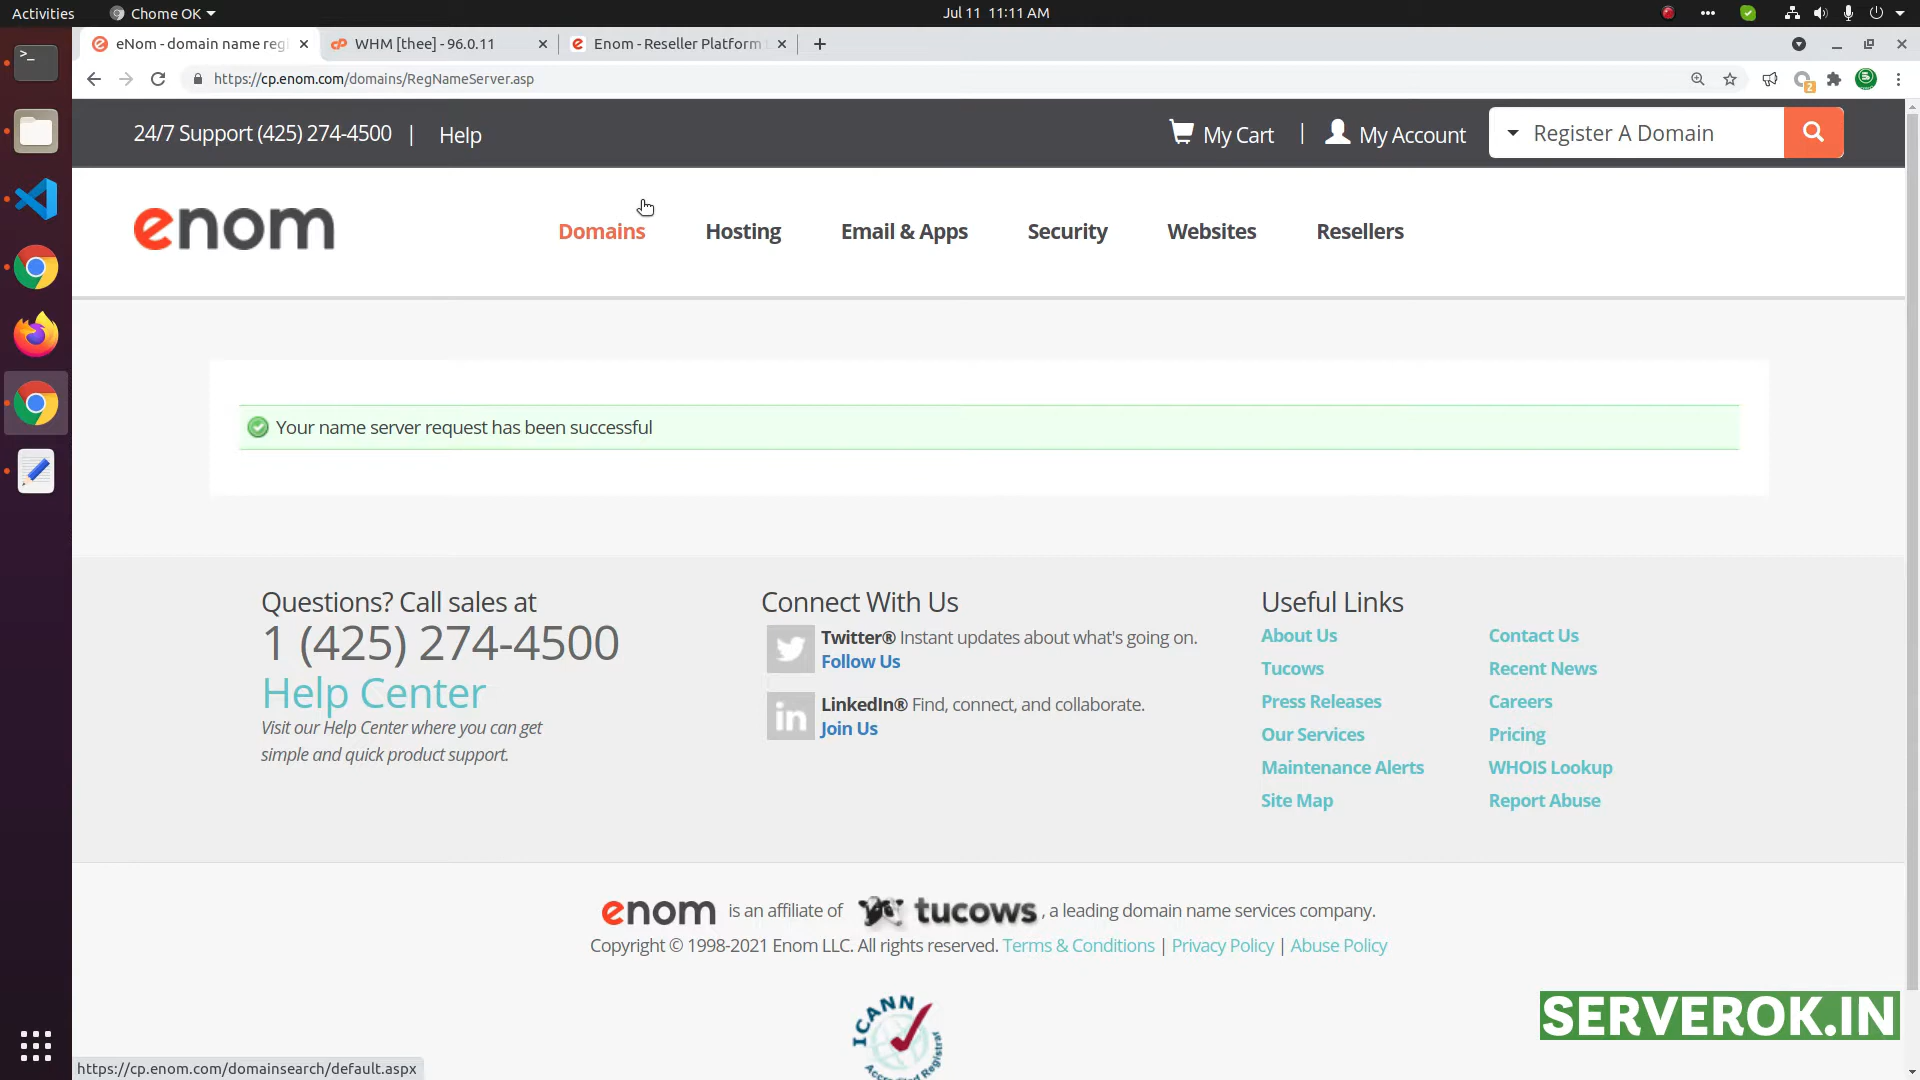 Activities
Chome OK
Jul 11 11:11 AM
eNom - domain name reg
WHM [thee] - 96.0.11
Enom - Reseller Platform
https://cp.enom.com/domains/RegNameServer.asp
2
24/7 Support (425) 274-4500 | Help
My Cart | My Account
Register A Domain
enom
Domains
Hosting
Email & Apps
Security
Websites
Resellers
Your name server request has been successful
Questions? Call sales at
1 (425) 274-4500
Help Center
Visit our Help Center where you can get
simple and quick product support.
Connect With Us
Twitter® Instant updates about what's going on.
Follow Us
LinkedIn® Find, connect, and collaborate.
Join Us
in
Useful Links
About Us
Contact Us
Tucows
Recent News
Press Releases
Careers
Our Services
Pricing
Maintenance Alerts
WHOIS Lookup
Site Map
Report Abuse
enom is an affiliate of tucows, a leading domain name services company.
Copyright © 1998-2021 Enom LLC. All rights reserved. Terms & Conditions | Privacy Policy | Abuse Policy
ICANN
Accredited Registrar
SERVEROK.IN
https://cp.enom.com/domainsearch/default.aspx